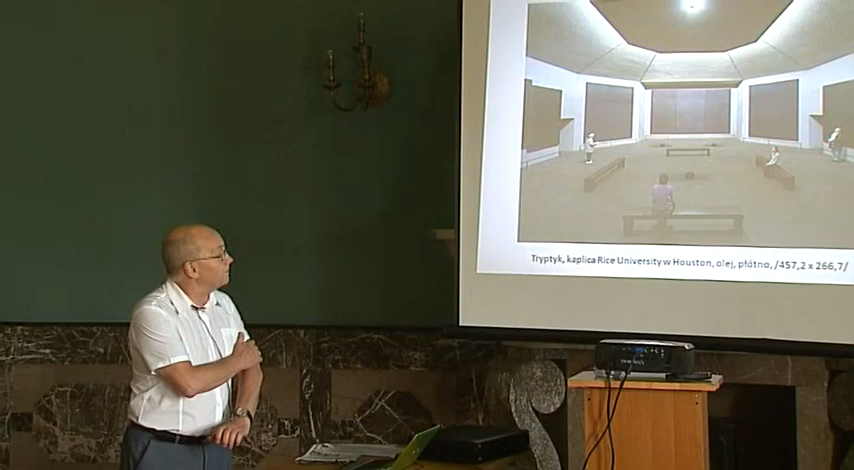 Tryptyk, kaplica Rice University w Houston, olej, płótno, /457,2 x 266,7/